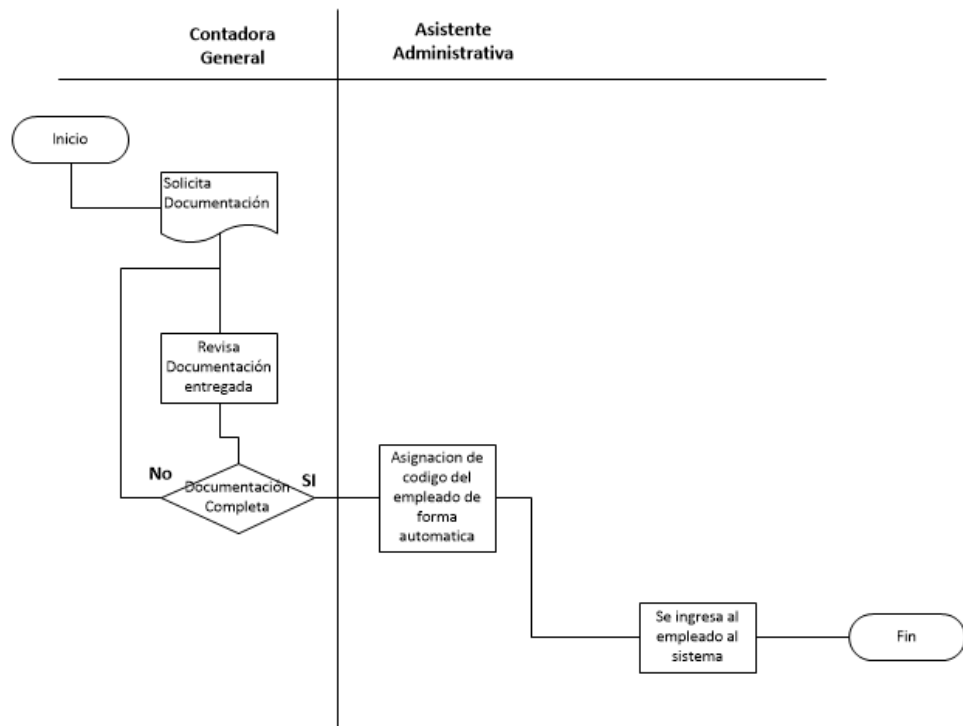 Contadora
General
Asistente
Administrativa
Inicio
Solicita
Documentación
Revisa
Documentación
entregada
No
Documentación
Completa
SI
Asignacion de
codigo del
empleado de
forma
automatica
Se ingresa al
empleado al
sistema
Fin